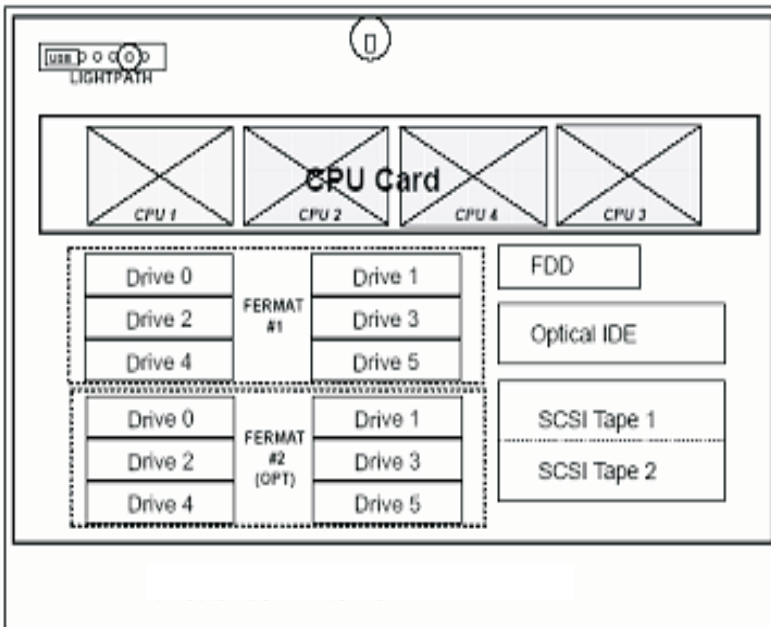 USB
LIGHTPATH
CPU Card
CPU 1
CPU 2
CPU 4
CPU 3
Drive 0
Drive 2
Drive 4
FERMAT
#1
Drive 1
Drive 3
Drive 5
FDD
Optical IDE
Drive 0
Drive 2
Drive 4
FERMAT
#2
(OPT)
Drive 1
Drive 3
Drive 5
SCSI Tape 1
SCSI Tape 2